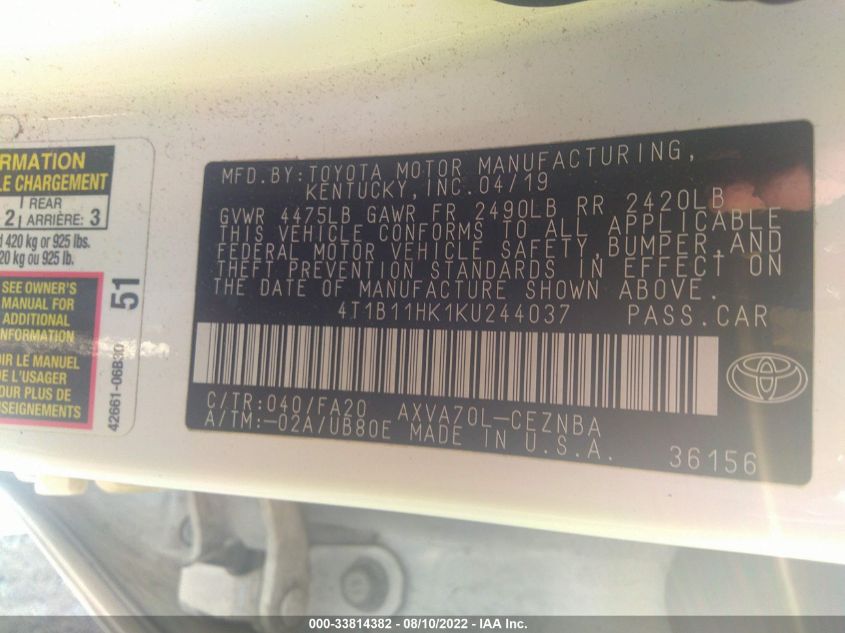 RMATION
LE CHARGEMENT
REAR
2 ARRIÈRE: 3
420 kg or 925 lbs.
20 kg ou 925 lb.
SEE OWNER'S
MANUAL FOR
ADDITIONAL
INFORMATION
IR LE MANUEL
DE L'USAGER
OUR PLUS DE
NSEIGNEMENTS
51
42661-06B30
MFD.BY:TOYOTA MOTOR MANUFACTURING,
KENTUCKY,INC.04/19
GVWR 4475LB GAWR FR 2490LB RR 2420LB
THIS VEHICLE CONFORMS TO ALL APPLICABLE
FEDERAL MOTOR VEHICLE SAFETY,BUMPER,AND
THEFT PREVENTION STANDARDS IN EFFECT ON
THE DATE OF MANUFACTURE SHOWN ABOVE.
4T1B11HK1KU244037 PASS.CAR
C/TR:040/FA20 AXVA70L-CEZNBA
A/TM:-02A/UB80E MADE IN U.S.A.
36156
000-33814382 - 08/10/2022 - IAA Inc.